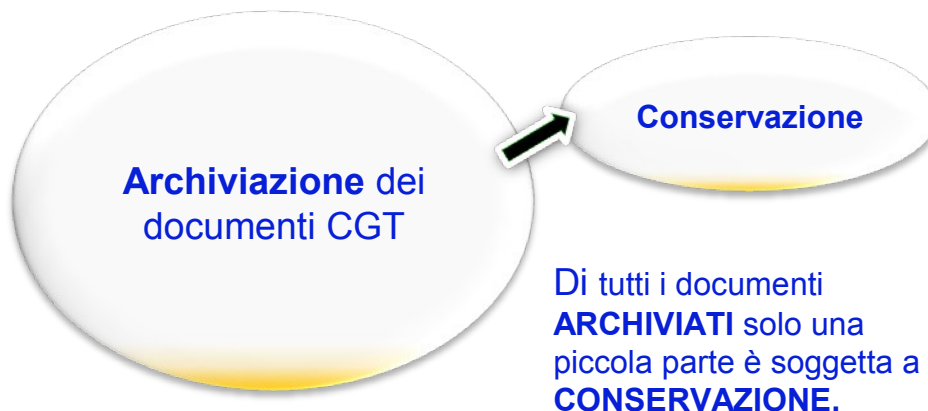 Archiviazione dei
documenti CGT
Conservazione
Di tutti i documenti
ARCHIVIATI solo una
piccola parte è soggetta a
CONSERVAZIONE.